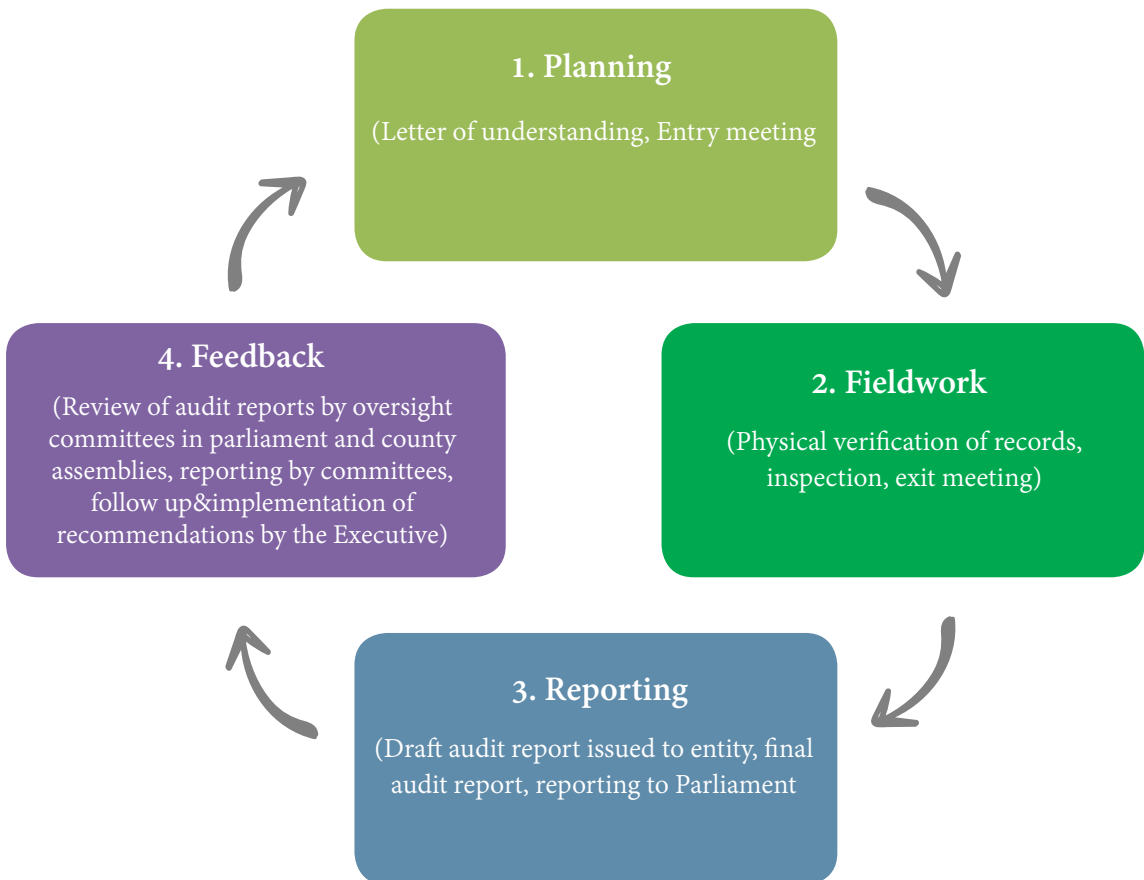 1. Planning
(Letter of understanding, Entry meeting
2. Fieldwork
(Physical verification of records,
inspection, exit meeting)
3. Reporting
(Draft audit report issued to entity, final
audit report, reporting to Parliament
4. Feedback
(Review of audit reports by oversight
committees in parliament and county
assemblies, reporting by committees,
follow up&implementation of
recommendations by the Executive)